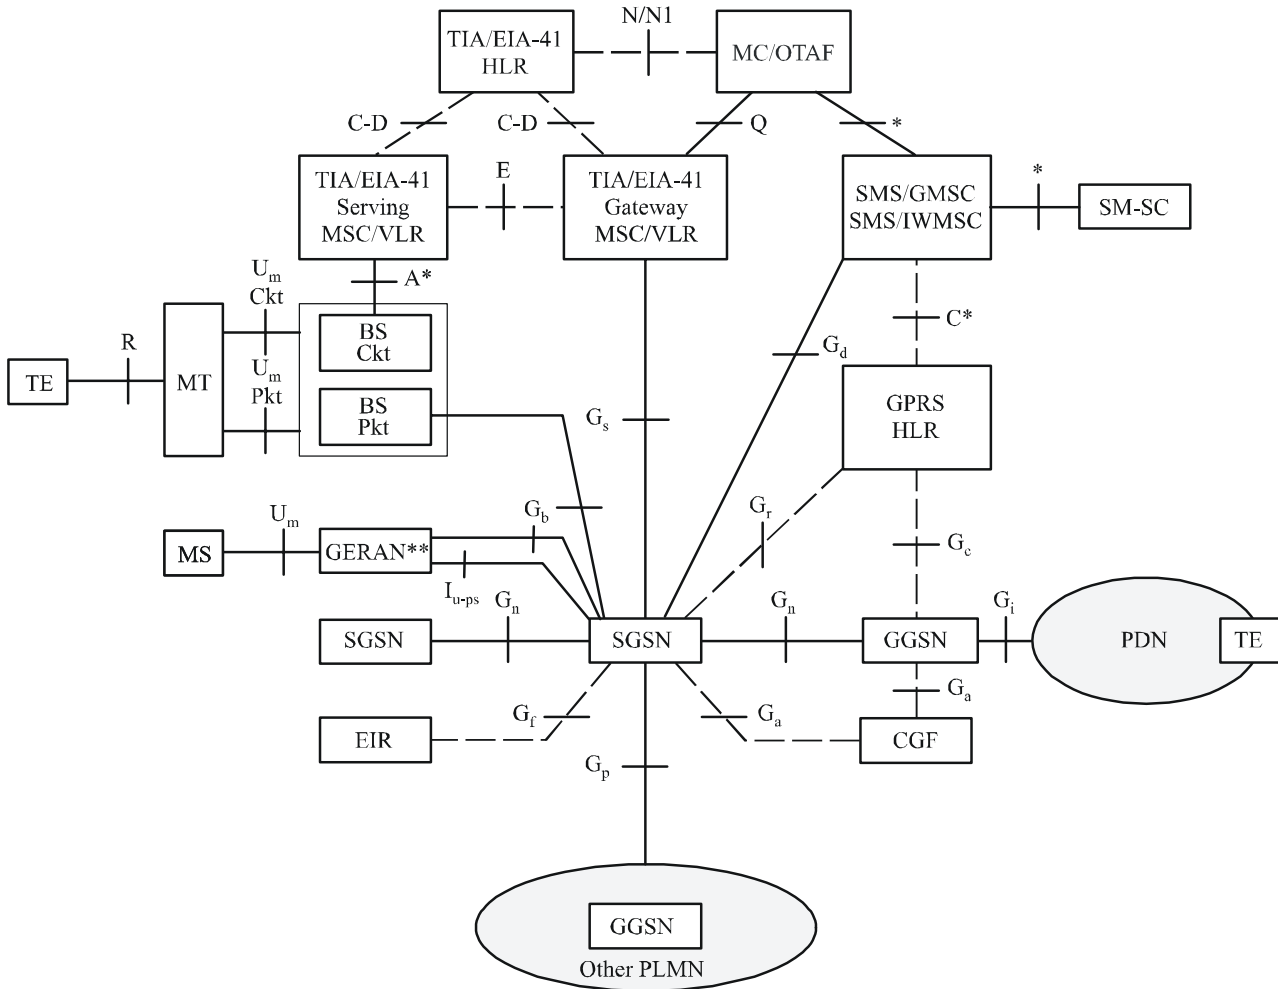 N/N1
TIA/EIA-41
HLR
MC/OTAF
C-D
C-D
Q
*
TIA/EIA-41
Serving
MSC/VLR
E
TIA/EIA-41
Gateway
MSC/VLR
SMS/GMSC
SMS/IWMSC
*
SM-SC
A*
Um
Ckt
BS
Ckt
C*
TE
R
MT
Um
Pkt
BS
Pkt
Gd
GPRS
HLR
Gs
Um
Gb
Gr
Gc
MS
GERAN**
Iu-ps
SGSN
Gn
SGSN
Gn
GGSN
Gi
PDN
TE
EIR
Gf
Ga
Ga
CGF
Gp
GGSN
Other PLMN